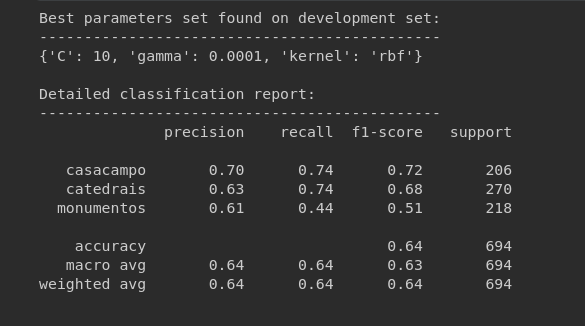 Best parameters set found on development set:
---------------------------------------------
{'C': 10, 'gamma': 0.0001, 'kernel': 'rbf'}
Detailed classification report:
---------------------------------------------
precision recall f1-score support
casacampo 0.70 0.74 0.72 206
catedrais 0.63 0.74 0.68 270
monumentos 0.61 0.44 0.51 218
accuracy 0.64 694
macro avg 0.64 0.64 0.63 694
weighted avg 0.64 0.64 0.64 694